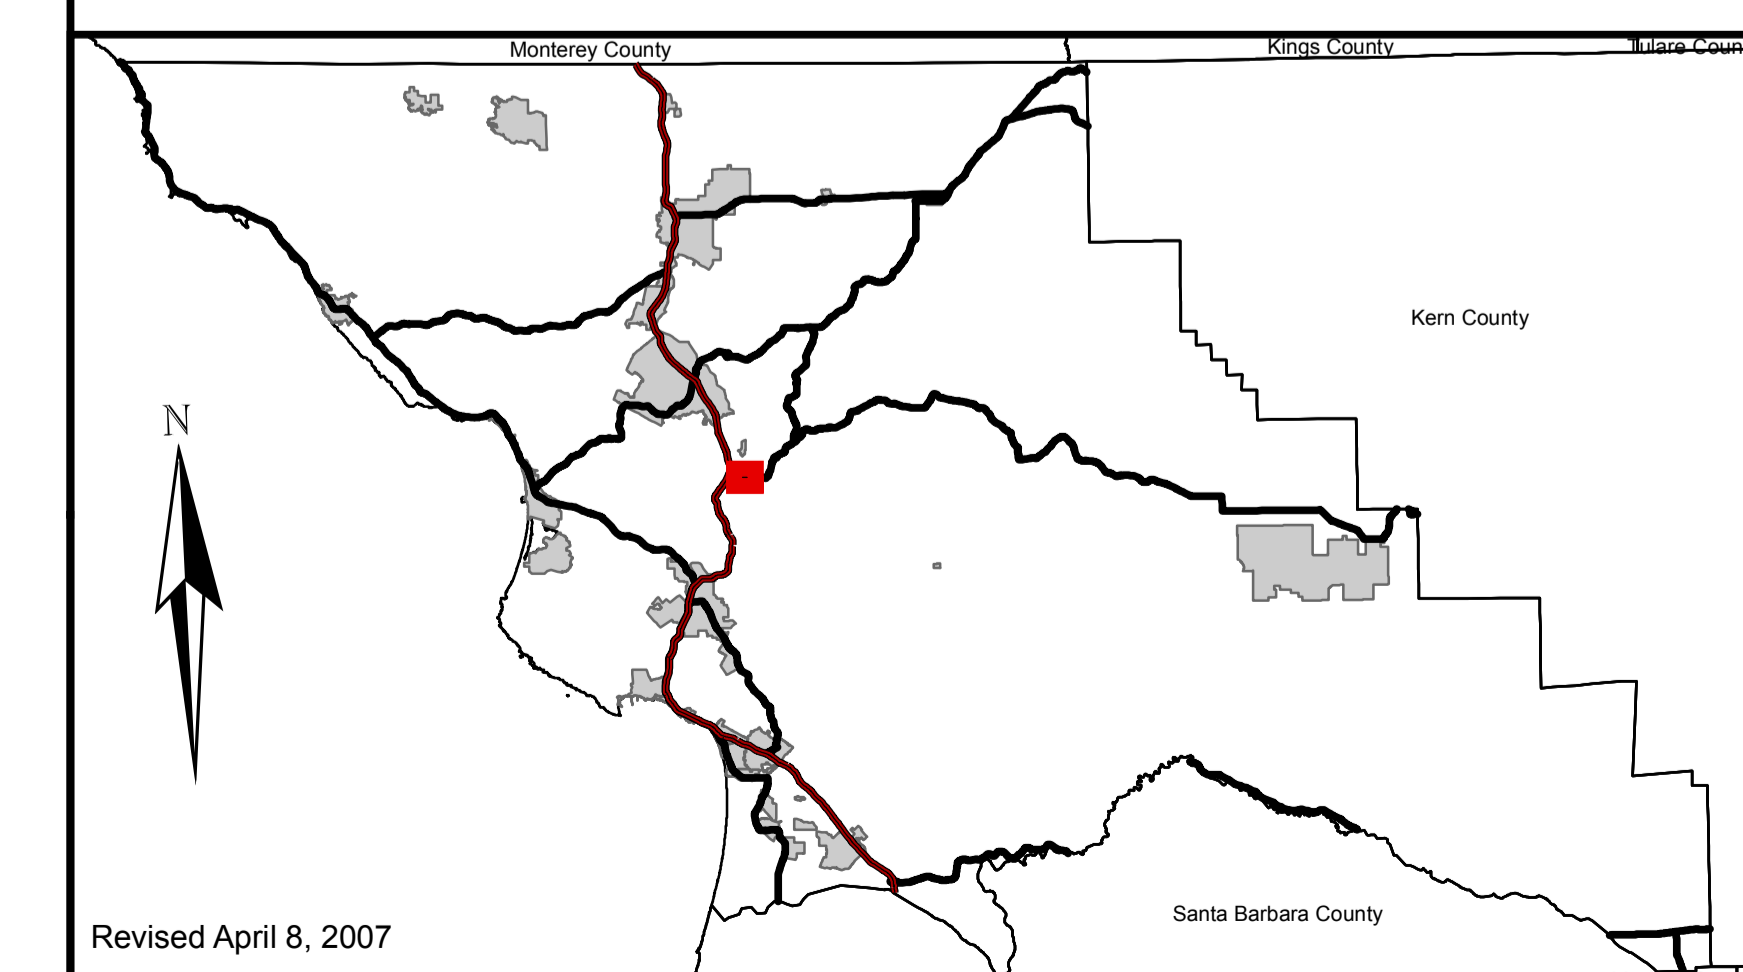 Monterey County
Kings County
Tulare Coun
Kern County
N
Santa Barbara County
Revised April 8, 2007